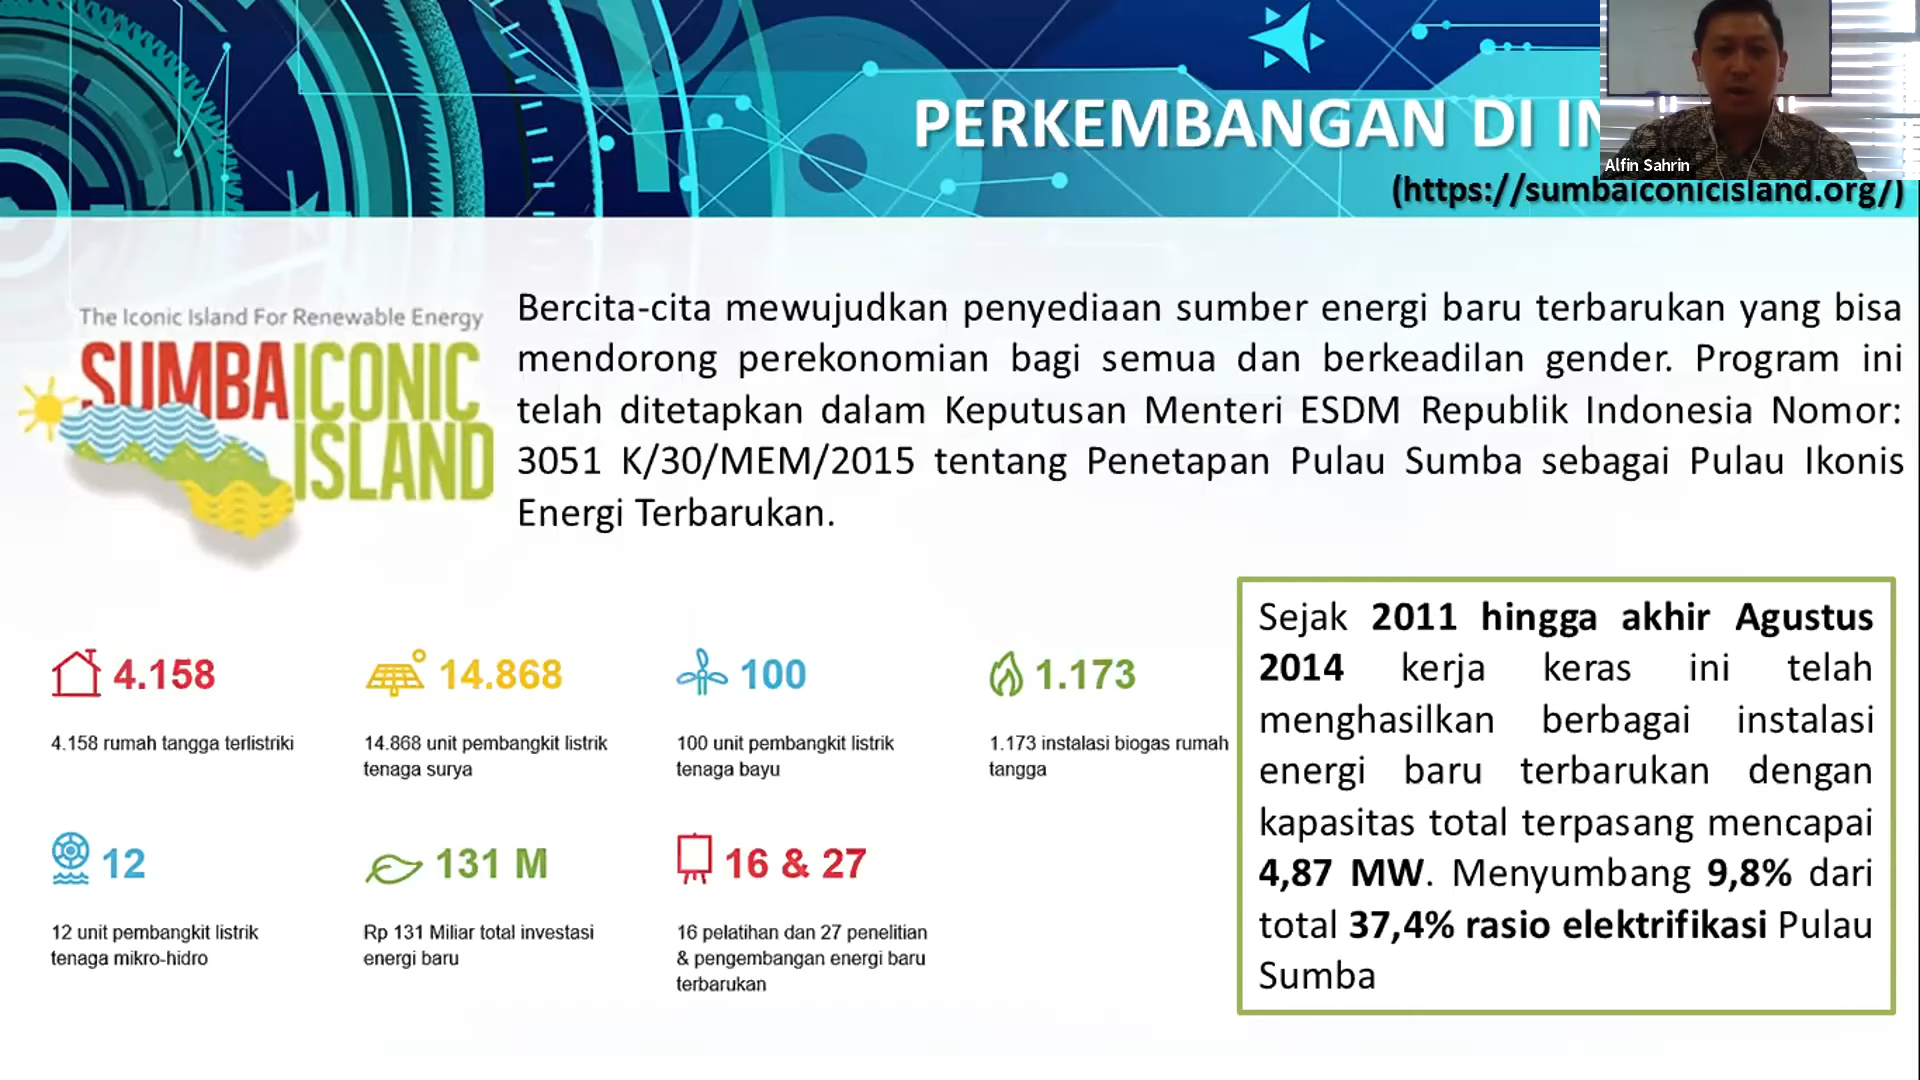 PERKEMBANGAN DI IN
Alfin Sahrin
(https://sumbaiconicisland.org/)
The Iconic Island For Renewable Energy
SUMBA ICONIC
ISLAND
Bercita-cita mewujudkan penyediaan sumber energi baru terbarukan yang bisa
mendorong perekonomian bagi semua dan berkeadilan gender. Program ini
telah ditetapkan dalam Keputusan Menteri ESDM Republik Indonesia Nomor:
3051 K/30/MEM/2015 tentang Penetapan Pulau Sumba sebagai Pulau Ikonis
Energi Terbarukan.
4.158
4.158 rumah tangga terlistriki
14.868
14.868 unit pembangkit listrik
tenaga surya
100
100 unit pembangkit listrik
tenaga bayu
1.173
1.173 instalasi biogas rumah
tangga
12
12 unit pembangkit listrik
tenaga mikro-hidro
131 M
Rp 131 Miliar total investasi
energi baru
16 & 27
16 pelatihan dan 27 penelitian
& pengembangan energi baru
terbarukan
Sejak 2011 hingga akhir Agustus
2014 kerja keras ini telah
menghasilkan berbagai instalasi
energi baru terbarukan dengan
kapasitas total terpasang mencapai
4,87 MW. Menyumbang 9,8% dari
total 37,4% rasio elektrifikasi Pulau
Sumba